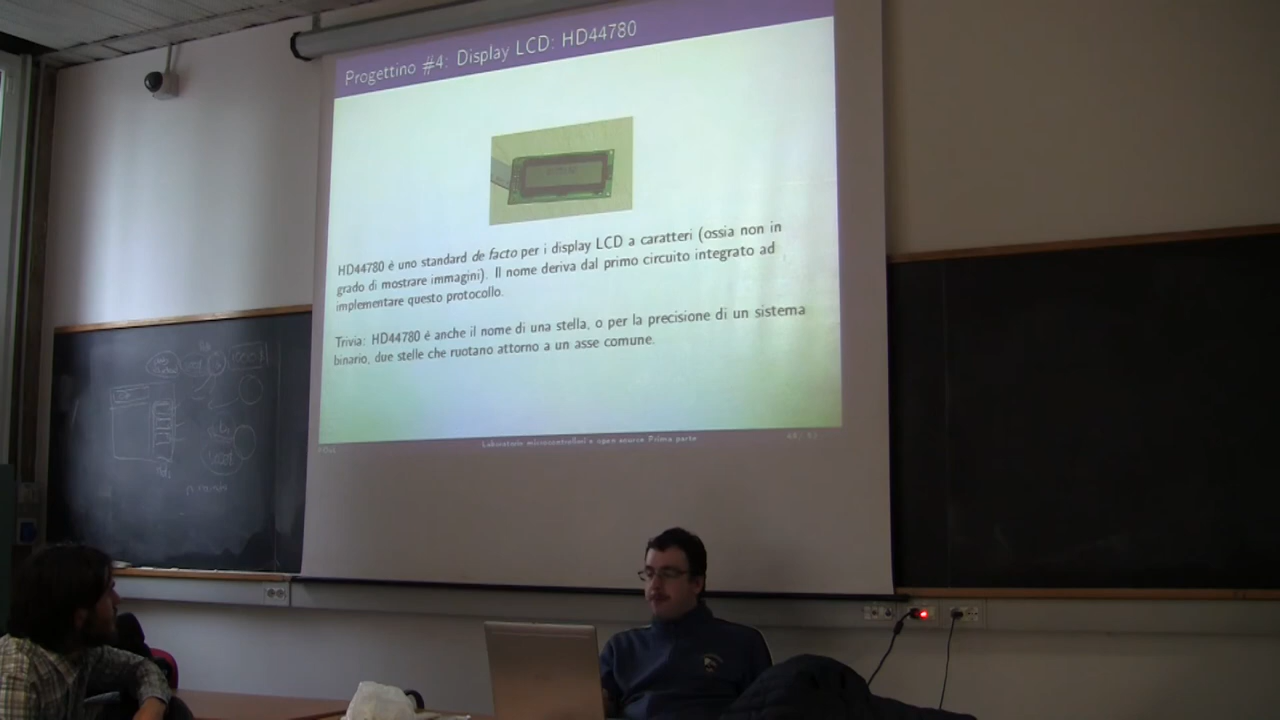 Progettino #4: Display LCD: HD44780
HD44780 è uno standard de facto per i display LCD a caratteri (ossia non in
grado di mostrare immagini). Il nome deriva dal primo circuito integrato ad
implementare questo protocollo.
Trivia: HD44780 é anche il nome di una stella, o per la precisione di un sistema
binario, due stelle che ruotano attorno a un asse comune.
Laboratorio microcontrollori e open source Prima parte